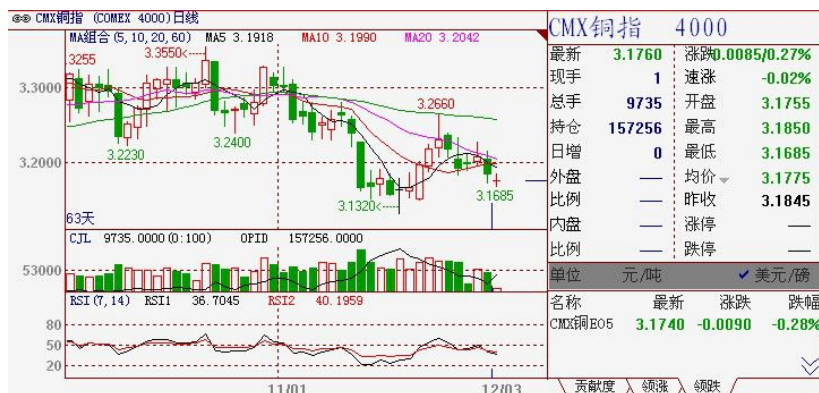 CMX铜指 (COMEX 4000)日线
MA组合(5,10,20,60) MA5 3.1918 MA10 3.1990 MA20 3.2042
.3255
3.3550
3.3000
3.2660
3.2230
3.2400
3.2000
3.1320
3.1685
63天
CJL 9735.0000(0:100) OPID 157256.0000
53000
RSI(7,14) RSI1 36.7045 RSI2 40.1959
80
50
20
11/01 12/03
CMX铜指 4000
最新 3.1760 涨跌0.0085/0.27%
现手 1 速涨 -0.02%
总手 9735 开盘 3.1755
持仓 157256 最高 3.1850
日增 0 最低 3.1685
外盘 — 均价 3.1775
比例 — 昨收 3.1845
内盘 — 涨停 —
比例 — 跌停 —
单位 元/吨 美元/磅
名称 最新 涨跌 跌幅
CMX铜E05 3.1740 -0.0090 -0.28%
贡献度 领涨 领跌